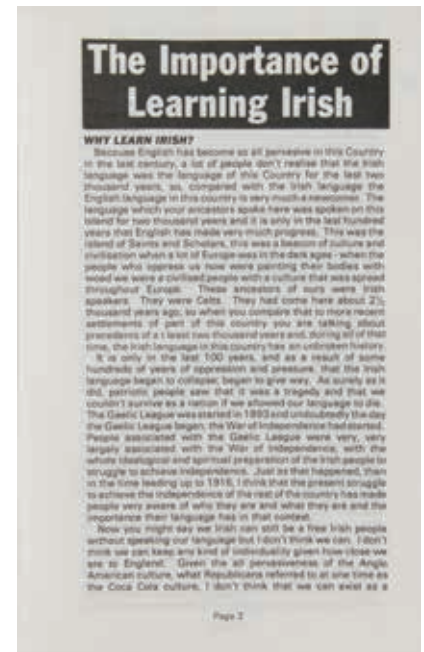 The Importance of
Learning Irish
WHY LEARN IRISH?
Because English has become so all pervasive in this Country
in the last century, a lot of people don't realise that the Irish
language was the language of this Country for the last two
thousand years, so, compared with the Irish language the
English language in this country is very much a newcomer. The
language which your ancestors spoke here was spoken on this
island for two thousand years and it is only in the last hundred
years that English has made very much progress. This was the
island of Saints and Scholars, this was a beacon of culture and
civilisation when a lot of Europe was in the dark ages - when the
people who oppress us now were painting their bodies with
woad we were a civilised people with a culture that was spread
throughout Europe. These ancestors of ours were Irish
speakers. They were Celts. They had come here about 2½
thousand years ago, so when you compare that to more recent
settlements of part of this country you are talking about
precedents of at least two thousand years and, during all of that
time, the Irish language in this country has an unbroken history.
It is only in the last 100 years, and as a result of some
hundreds of years of oppression and pressure, that the Irish
language began to collapse, began to give way. As surely as it
did, patriotic people saw that it was a tragedy and that we
couldn't survive as a nation if we allowed our language to die.
The Gaelic League was started in 1893 and undoubtedly the day
the Gaelic League began, the War of Independence had started.
People associated with the Gaelic League were very, very
largely associated with the War of Independence, with the
whole ideological and spiritual preparation of the Irish people to
struggle to achieve independence. Just as that happened, then
in the time leading up to 1916, I think that the present struggle
to achieve the independence of the rest of the country has made
people very aware of who they are and what they are and the
importance their language has in that context.
Now you might say we Irish can still be a free Irish people
without speaking our language but I don't think we can. I don't
think we can keep any kind of individuality given how close we
are to England. Given the all pervasiveness of the Anglo
American culture, what Republicans referred to at one time as
the Coca Cola culture, I don't think that we can exist as a
Page 2